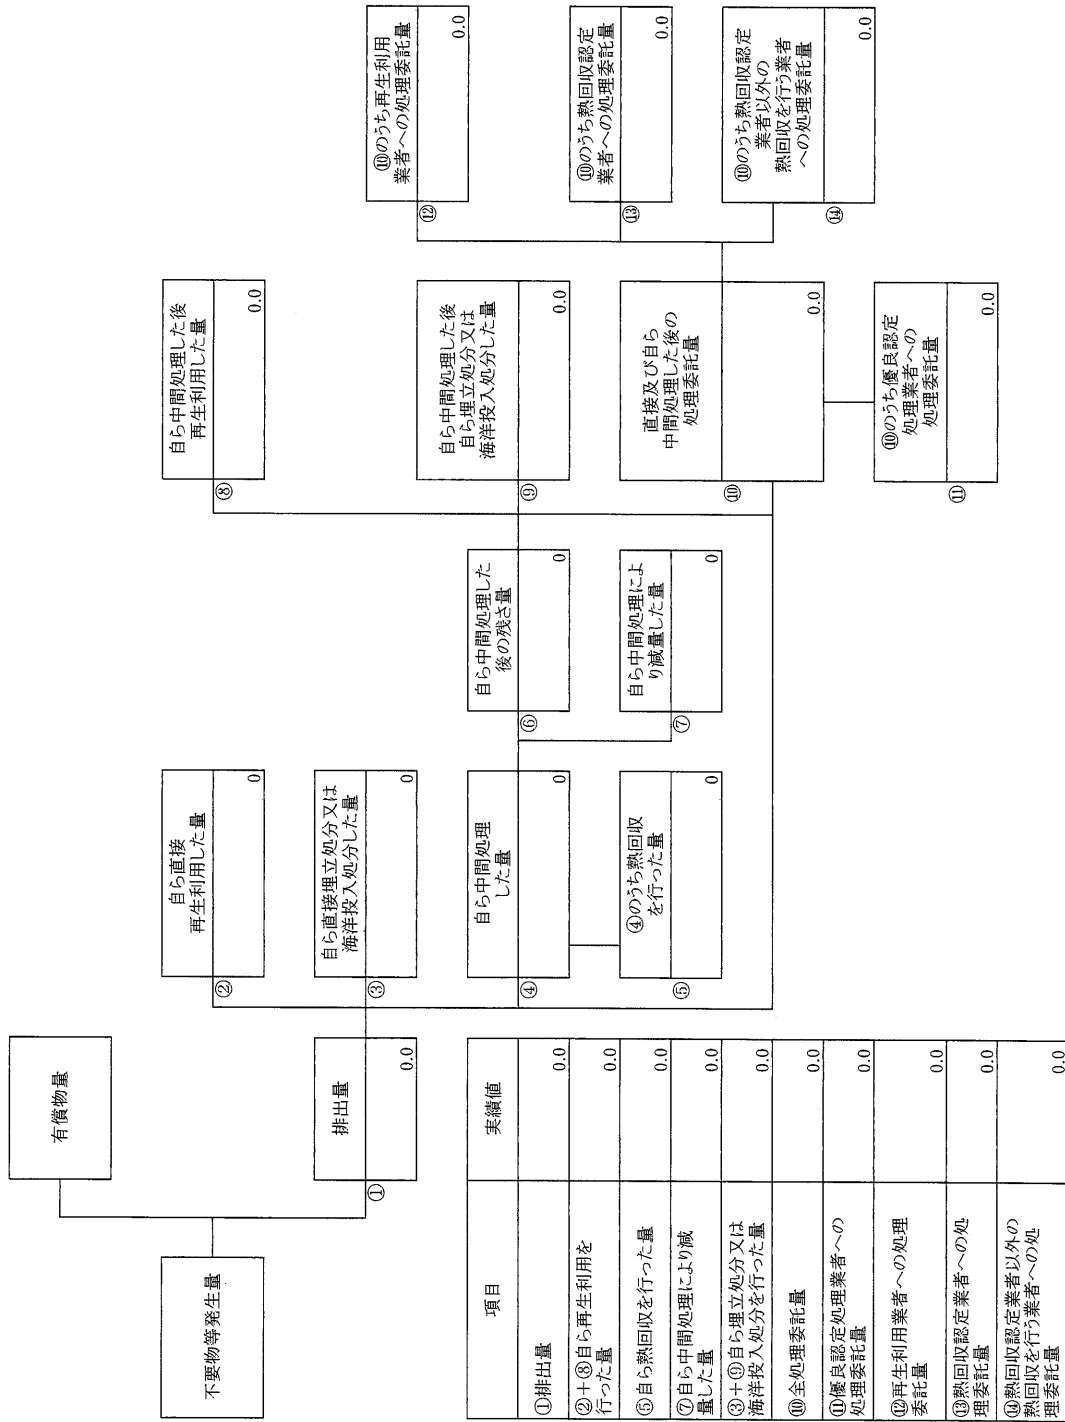 不要物等発生量
有償物量
①
排出量
0.0
②
自ら直接
再生利用した量
0
③
自ら直接埋立処分又は
海洋投入処分した量
0
④
自ら中間処理
した量
0
⑤
④のうち熱回収
を行った量
0
⑥
自ら中間処理した
後の残さ量
0
⑦
自ら中間処理によ
り減量した量
0
⑧
自ら中間処理した後
再生利用した量
0.0
⑨
自ら中間処理した後
自ら埋立処分又は
海洋投入処分した量
0.0
⑩
直接及び自ら
中間処理した後の
処理委託量
0.0
⑪
⑩のうち優良認定
処理業者への
処理委託量
0.0
⑫
⑩のうち再生利用
業者への処理委託量
0.0
⑬
⑩のうち熱回収認定
業者への処理委託量
0.0
⑭
⑩のうち熱回収認定
業者以外の
熱回収を行う業者
への処理委託量
0.0
項目 実績値
①排出量 0.0
②+⑧自ら再生利用を
行った量 0.0
⑤自ら熱回収を行った量 0.0
⑦自ら中間処理により減
量した量 0.0
③+⑨自ら埋立処分又は
海洋投入処分を行った量 0.0
⑩全処理委託量 0.0
⑪優良認定処理業者への
処理委託量 0.0
⑫再生利用業者への処理
委託量 0.0
⑬熱回収認定業者への処
理委託量 0.0
⑭熱回収認定業者以外の
熱回収を行う業者への処
理委託量 0.0